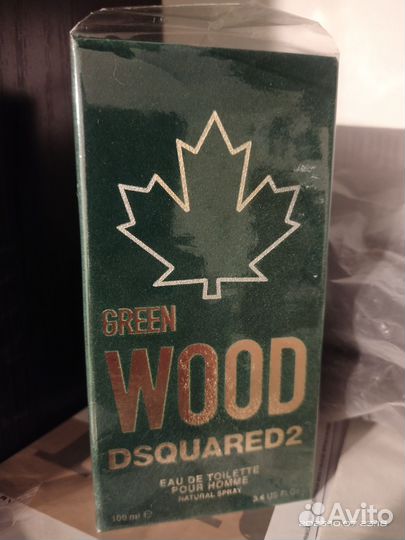 GREEN
WOOD
DSQUARED2
EAU DE TOILETTE
POUR HOMME
NATURAL SPRAY
100 ml ℮ 3.4 US Fl. Oz
Avito